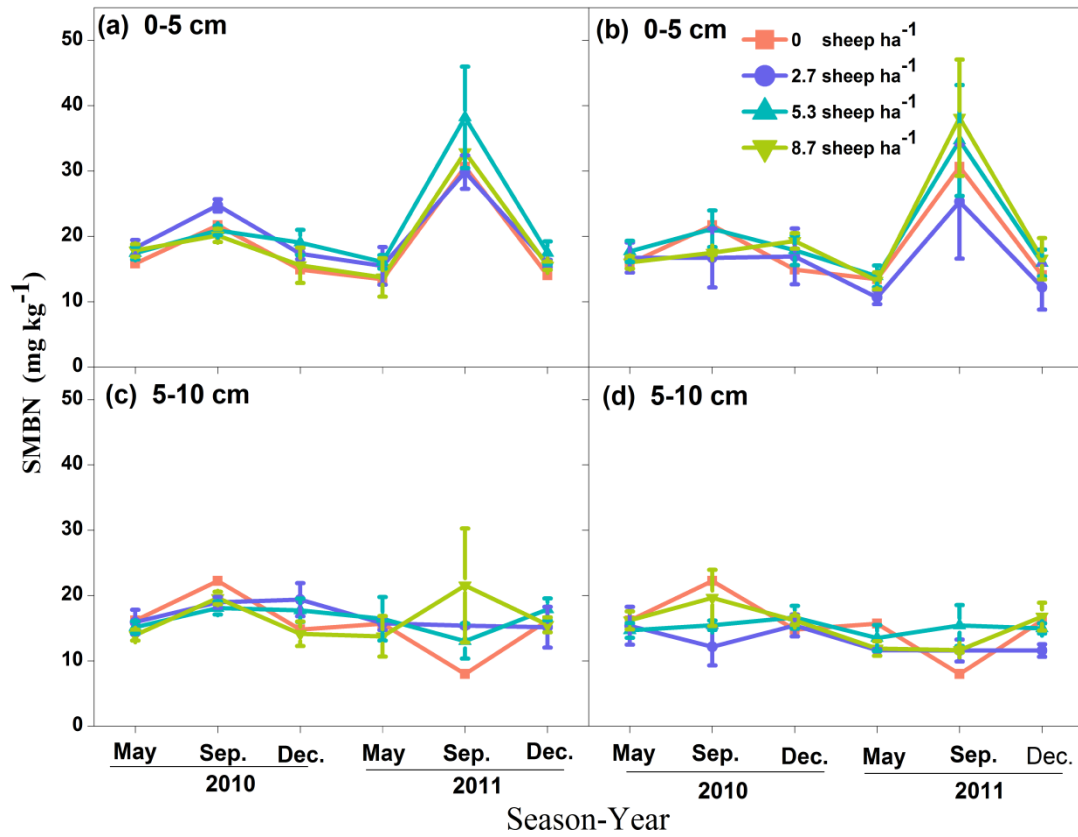 (a) 0-5 cm
(b) 0-5 cm
0 sheep ha⁻¹
2.7 sheep ha⁻¹
5.3 sheep ha⁻¹
8.7 sheep ha⁻¹
50
40
30
20
10
0
(c) 5-10 cm
(d) 5-10 cm
50
40
30
20
10
0
SMBN (mg kg⁻¹)
May Sep. Dec. May Sep. Dec.
2010 2011
May Sep. Dec. May Sep. Dec.
2010 2011
Season-Year